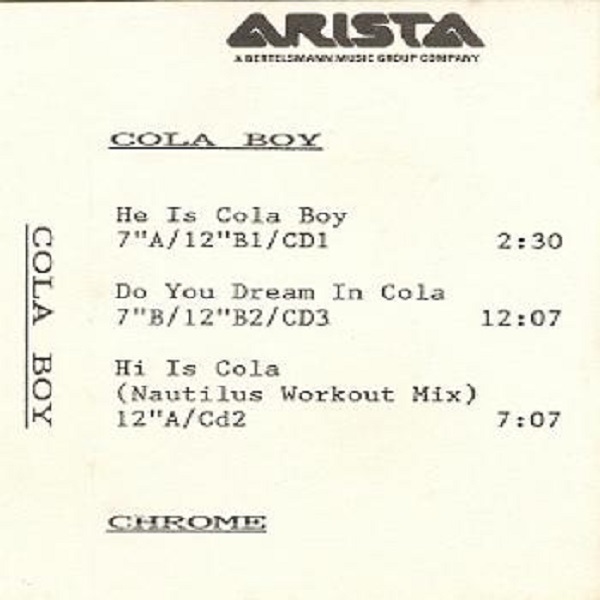 ARISTA
A BERTELSMANN MUSIC GROUP COMPANY
COLA BOY
He Is Cola Boy
7"A/12"B1/CD1 2:30
Do You Dream In Cola
7"B/12"B2/CD3 12:07
Hi Is Cola
(Nautilus Workout Mix)
12"A/Cd2 7:07
CHROME
COLA BOY